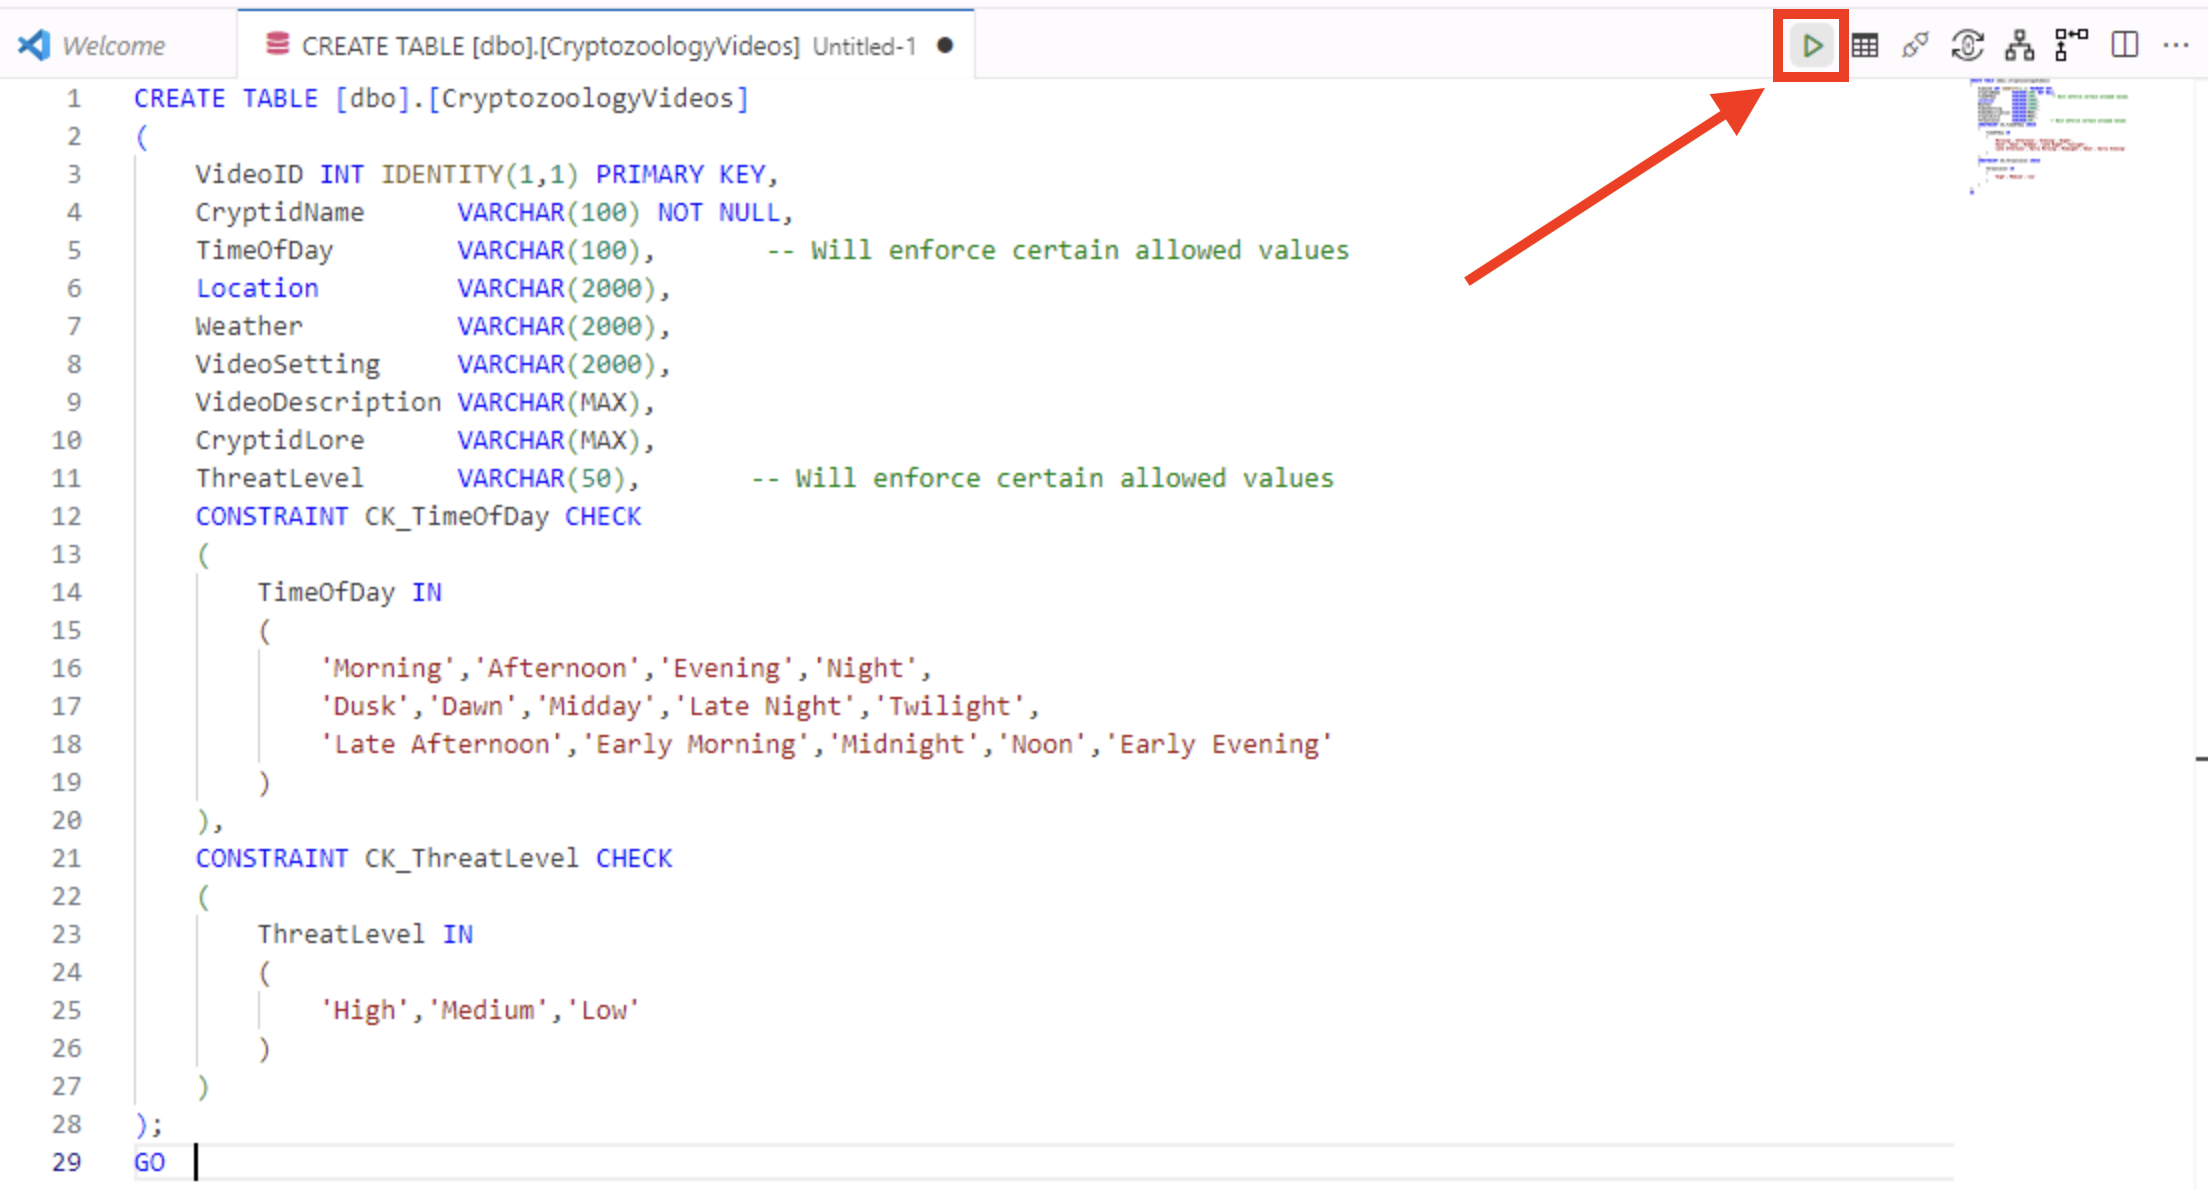 Welcome
CREATE TABLE [dbo].[CryptozoologyVideos] Untitled-1
1 CREATE TABLE [dbo].[CryptozoologyVideos]
2 (
3 VideoID INT IDENTITY(1,1) PRIMARY KEY,
4 CryptidName VARCHAR(100) NOT NULL,
5 TimeOfDay VARCHAR(100), -- Will enforce certain allowed values
6 Location VARCHAR(2000),
7 Weather VARCHAR(2000),
8 VideoSetting VARCHAR(2000),
9 VideoDescription VARCHAR(MAX),
10 CryptidLore VARCHAR(MAX),
11 ThreatLevel VARCHAR(50), -- Will enforce certain allowed values
12 CONSTRAINT CK_TimeOfDay CHECK
13 (
14 TimeOfDay IN
15 (
16 'Morning','Afternoon','Evening','Night',
17 'Dusk','Dawn','Midday','Late Night','Twilight',
18 'Late Afternoon','Early Morning','Midnight','Noon','Early Evening'
19 )
20 ),
21 CONSTRAINT CK_ThreatLevel CHECK
22 (
23 ThreatLevel IN
24 (
25 'High','Medium','Low'
26 )
27 )
28 );
29 GO